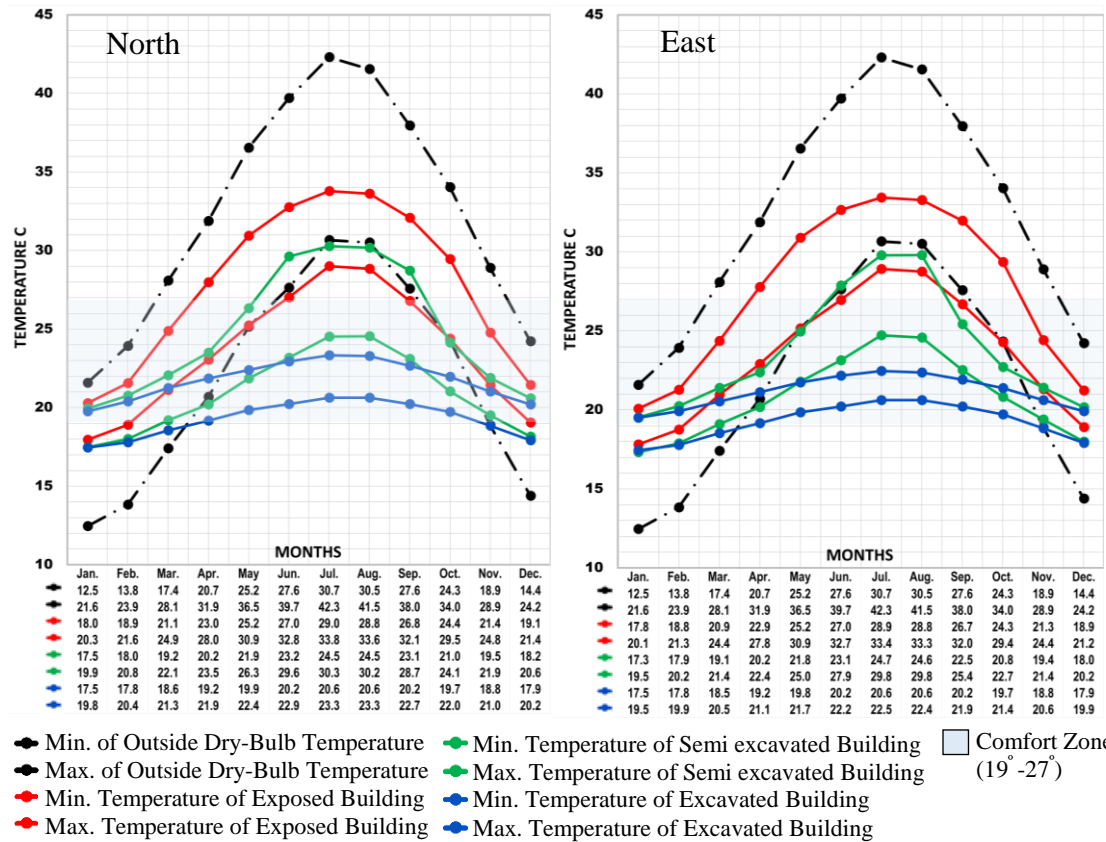 North
East
45
40
35
30
25
20
15
10
TEMPERATURE C
MONTHS
Jan. Feb. Mar. Apr. May Jun. Jul. Aug. Sep. Oct. Nov. Dec.
12.5 13.8 17.4 20.7 25.2 27.6 30.7 30.5 27.6 24.3 18.9 14.4
21.6 23.9 28.1 31.9 36.5 39.7 42.3 41.5 38.0 34.0 28.9 24.2
18.0 18.9 21.1 23.0 25.2 27.0 29.0 28.8 26.8 24.4 21.4 19.1
20.3 21.6 24.9 28.0 30.9 32.8 33.8 33.6 32.1 29.5 24.8 21.4
17.5 18.0 19.2 20.2 21.9 23.2 24.5 24.5 23.1 21.0 19.5 18.2
19.9 20.8 22.1 23.5 26.3 29.6 30.3 30.2 28.7 24.1 21.9 20.6
17.5 17.8 18.6 19.2 19.9 20.2 20.6 20.6 20.2 19.7 18.8 17.9
19.8 20.4 21.3 21.9 22.4 22.9 23.3 23.3 22.7 22.0 21.0 20.2
45
40
35
30
25
20
15
10
TEMPERATURE C
MONTHS
Jan. Feb. Mar. Apr. May Jun. Jul. Aug. Sep. Oct. Nov. Dec.
12.5 13.8 17.4 20.7 25.2 27.6 30.7 30.5 27.6 24.3 18.9 14.4
21.6 23.9 28.1 31.9 36.5 39.7 42.3 41.5 38.0 34.0 28.9 24.2
17.8 18.8 20.9 22.9 25.2 27.0 28.9 28.8 26.7 24.3 21.3 18.9
20.1 21.3 24.4 27.8 30.9 32.7 33.4 33.3 32.0 29.4 24.4 21.2
17.3 17.9 19.1 20.2 21.8 23.1 24.7 24.6 22.5 20.8 19.4 18.0
19.5 20.2 21.4 22.4 25.0 27.9 29.8 29.8 25.4 22.7 21.4 20.2
17.5 17.8 18.5 19.2 19.8 20.2 20.6 20.6 20.2 19.7 18.8 17.9
19.5 19.9 20.5 21.1 21.7 22.2 22.5 22.4 21.9 21.4 20.6 19.9
Min. of Outside Dry-Bulb Temperature
Max. of Outside Dry-Bulb Temperature
Min. Temperature of Exposed Building
Max. Temperature of Exposed Building
Min. Temperature of Semi excavated Building
Max. Temperature of Semi excavated Building
Min. Temperature of Excavated Building
Max. Temperature of Excavated Building
Comfort Zone
(19°-27°)